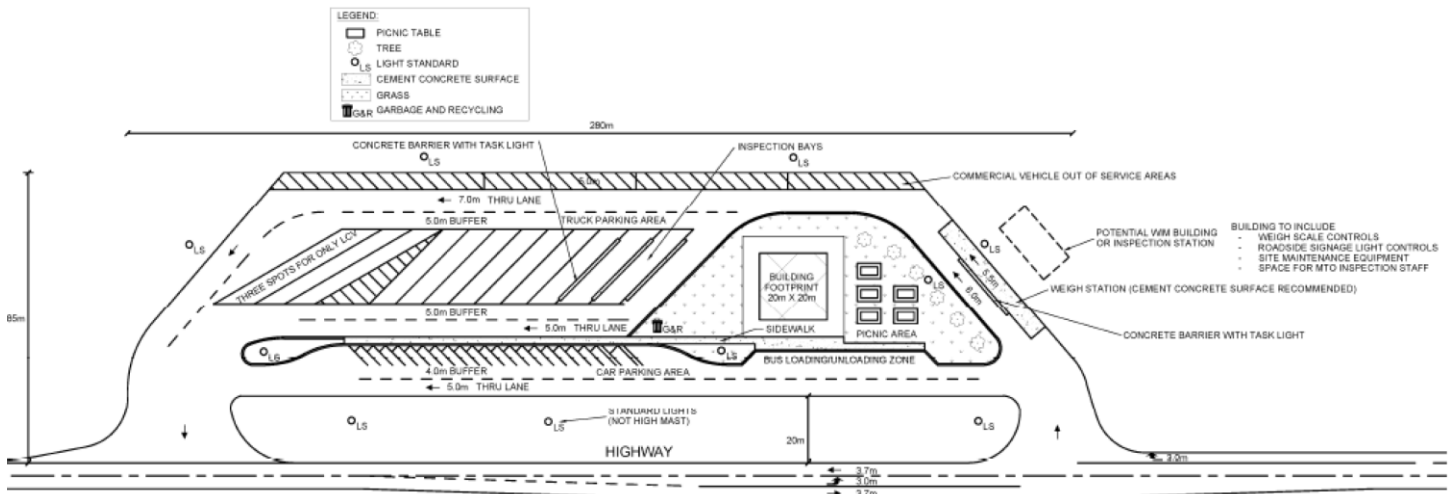 LEGEND:
PICNIC TABLE
TREE
LS LIGHT STANDARD
CEMENT CONCRETE SURFACE
GRASS
G&R GARBAGE AND RECYCLING
280m
CONCRETE BARRIER WITH TASK LIGHT
INSPECTION BAYS
LS
LS
COMMERCIAL VEHICLE OUT OF SERVICE AREAS
5.0m
7.0m THRU LANE
5.0m BUFFER
TRUCK PARKING AREA
LS
LS
POTENTIAL WIM BUILDING
OR INSPECTION STATION
BUILDING TO INCLUDE
- WEIGH SCALE CONTROLS
- ROADSIDE SIGNAGE LIGHT CONTROLS
- SITE MAINTENANCE EQUIPMENT
- SPACE FOR MTO INSPECTION STAFF
THREE SPOTS FOR ONLY LCV
BUILDING
FOOTPRINT
20m X 20m
LS
5.5m
6.0m
WEIGH STATION (CEMENT CONCRETE SURFACE RECOMMENDED)
85m
5.0m BUFFER
5.0m THRU LANE
G&R
SIDEWALK
PICNIC AREA
CONCRETE BARRIER WITH TASK LIGHT
LS
LS
BUS LOADING/UNLOADING ZONE
4.0m BUFFER
CAR PARKING AREA
5.0m THRU LANE
LS
LS
STANDARD LIGHTS
(NOT HIGH MAST)
LS
20m
HIGHWAY
3.0m
3.7m
3.0m
3.7m